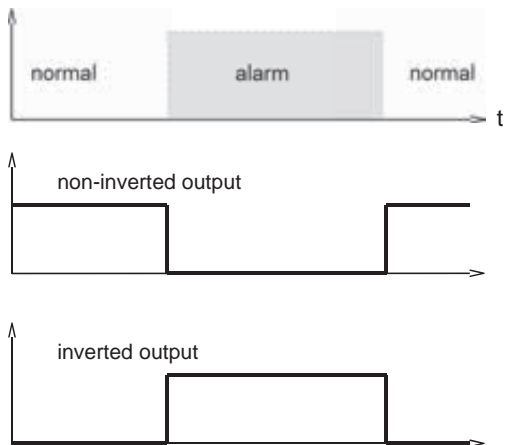 normal alarm normal
t
non-inverted output
inverted output